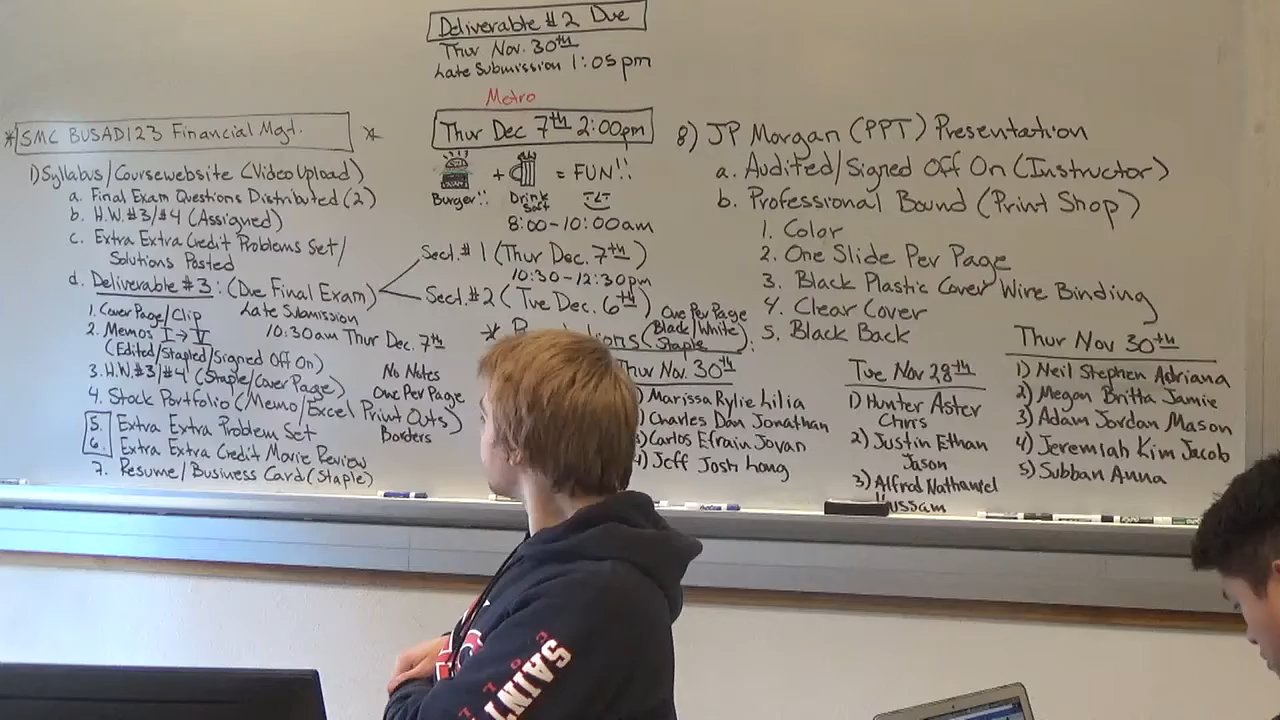 Deliverable #2 Due
Thur Nov. 30th
Late Submission 1:05pm
Metro
Thur Dec 7th 2:00pm
Burger!! + Drink Soft = FUN!!
* SMC BUSAD123 Financial Mgt. *
1) Syllabus/Coursewebsite (Video Upload)
a. Final Exam Questions Distributed (2)
b. H.W.#3/#4 (Assigned)
c. Extra Extra Credit Problems Set/
Solutions Posted
d. Deliverable #3: (Due Final Exam)
Late Submission
10:30am Thur Dec. 7th
1. Cover Page/Clip
2. Memos I → V
(Edited/Stapled/Signed Off On)
3. H.W.#3/#4 (Staple/Cover Page)
4. Stock Portfolio (Memo/Excel Print Outs)
5. Extra Extra Problem Set
6. Extra Extra Credit Movie Review
7. Resume/Business Card (Staple)
No Notes
One Per Page
Borders
8:00-10:00am
Sect. #1 (Thur Dec. 7th)
10:30-12:30pm
Sect. #2 (Tue Dec. 6th)
One Per Page
Black/White
Staple
*
Thur Nov. 30th
Marissa Rylie Lilia
Charles Dan Jonathan
Carlos Efrain Jovan
Jeff Josh Long
8) JP Morgan (PPT) Presentation
a. Audited/Signed Off On (Instructor)
b. Professional Bound (Print Shop)
1. Color
2. One Slide Per Page
3. Black Plastic Cover Wire Binding
4. Clear Cover
5. Black Back
Tue Nov 28th
1) Hunter Aster
Chris
2) Justin Ethan
Jason
3) Alfred Nathaniel
Hussam
Thur Nov 30th
1) Neil Stephen Adriana
2) Megan Britta Jamie
3) Adam Jordan Mason
4) Jeremiah Kim Jacob
5) Subban Anna
SAINT